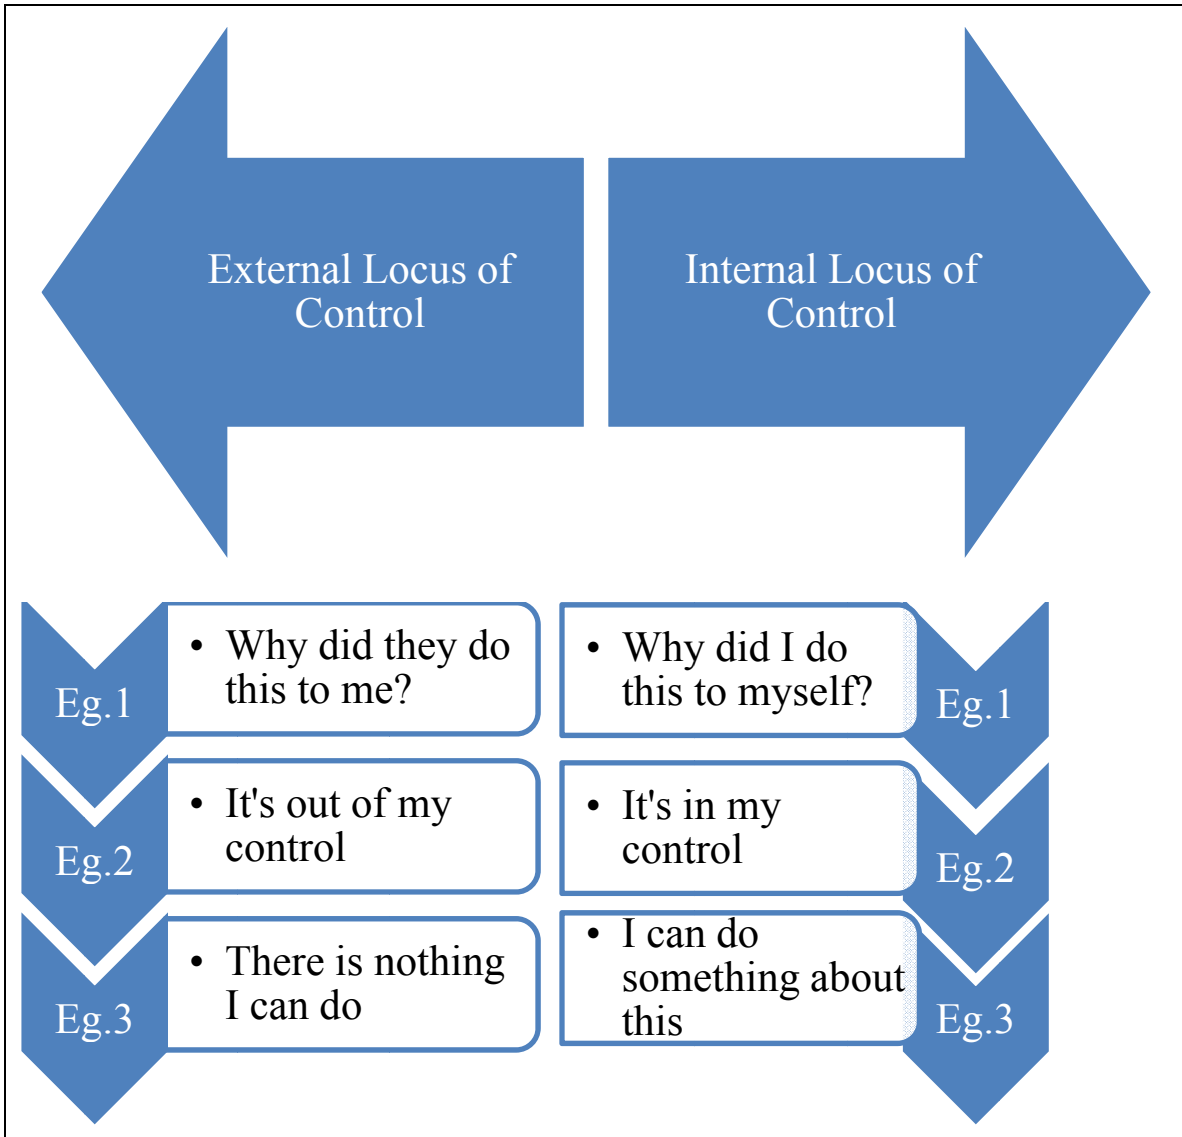 External Locus of
Control
Internal Locus of
Control
Eg.1
• Why did they do
this to me?
• Why did I do
this to myself?
Eg.1
Eg.2
• It's out of my
control
• It's in my
control
Eg.2
Eg.3
• There is nothing
I can do
• I can do
something about
this
Eg.3